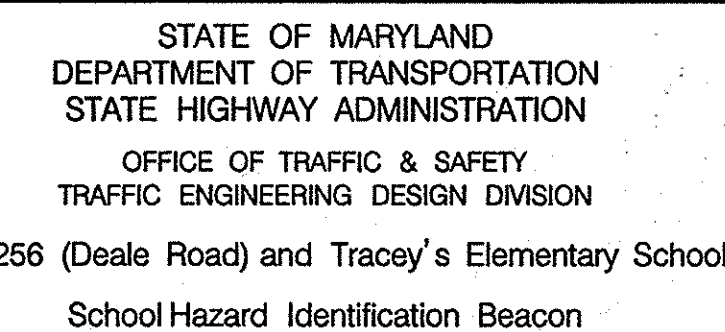 STATE OF MARYLAND
DEPARTMENT OF TRANSPORTATION
STATE HIGHWAY ADMINISTRATION
OFFICE OF TRAFFIC & SAFETY
TRAFFIC ENGINEERING DESIGN DIVISION
256 (Deale Road) and Tracey's Elementary School
School Hazard Identification Beacon